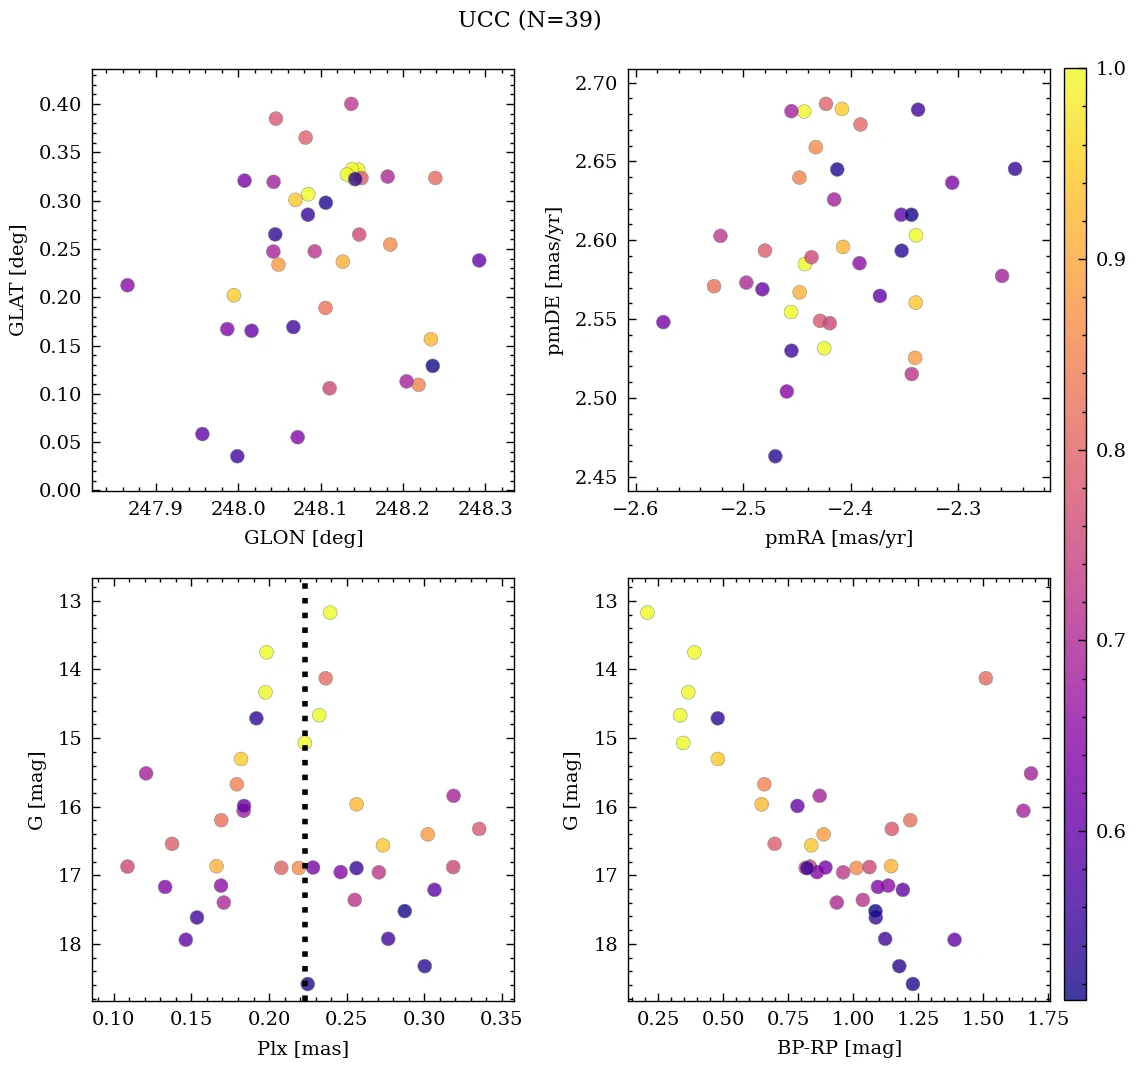 UCC (N=39)
0.40
0.35
0.30
0.25
0.20
0.15
0.10
0.05
0.00
GLAT [deg]
247.9 248.0 248.1 248.2 248.3
GLON [deg]
2.70
2.65
2.60
2.55
2.50
2.45
pmDE [mas/yr]
−2.6 −2.5 −2.4 −2.3
pmRA [mas/yr]
13
14
15
16
17
18
G [mag]
0.10 0.15 0.20 0.25 0.30 0.35
Plx [mas]
13
14
15
16
17
18
G [mag]
0.25 0.50 0.75 1.00 1.25 1.50 1.75
BP-RP [mag]
1.0
0.9
0.8
0.7
0.6